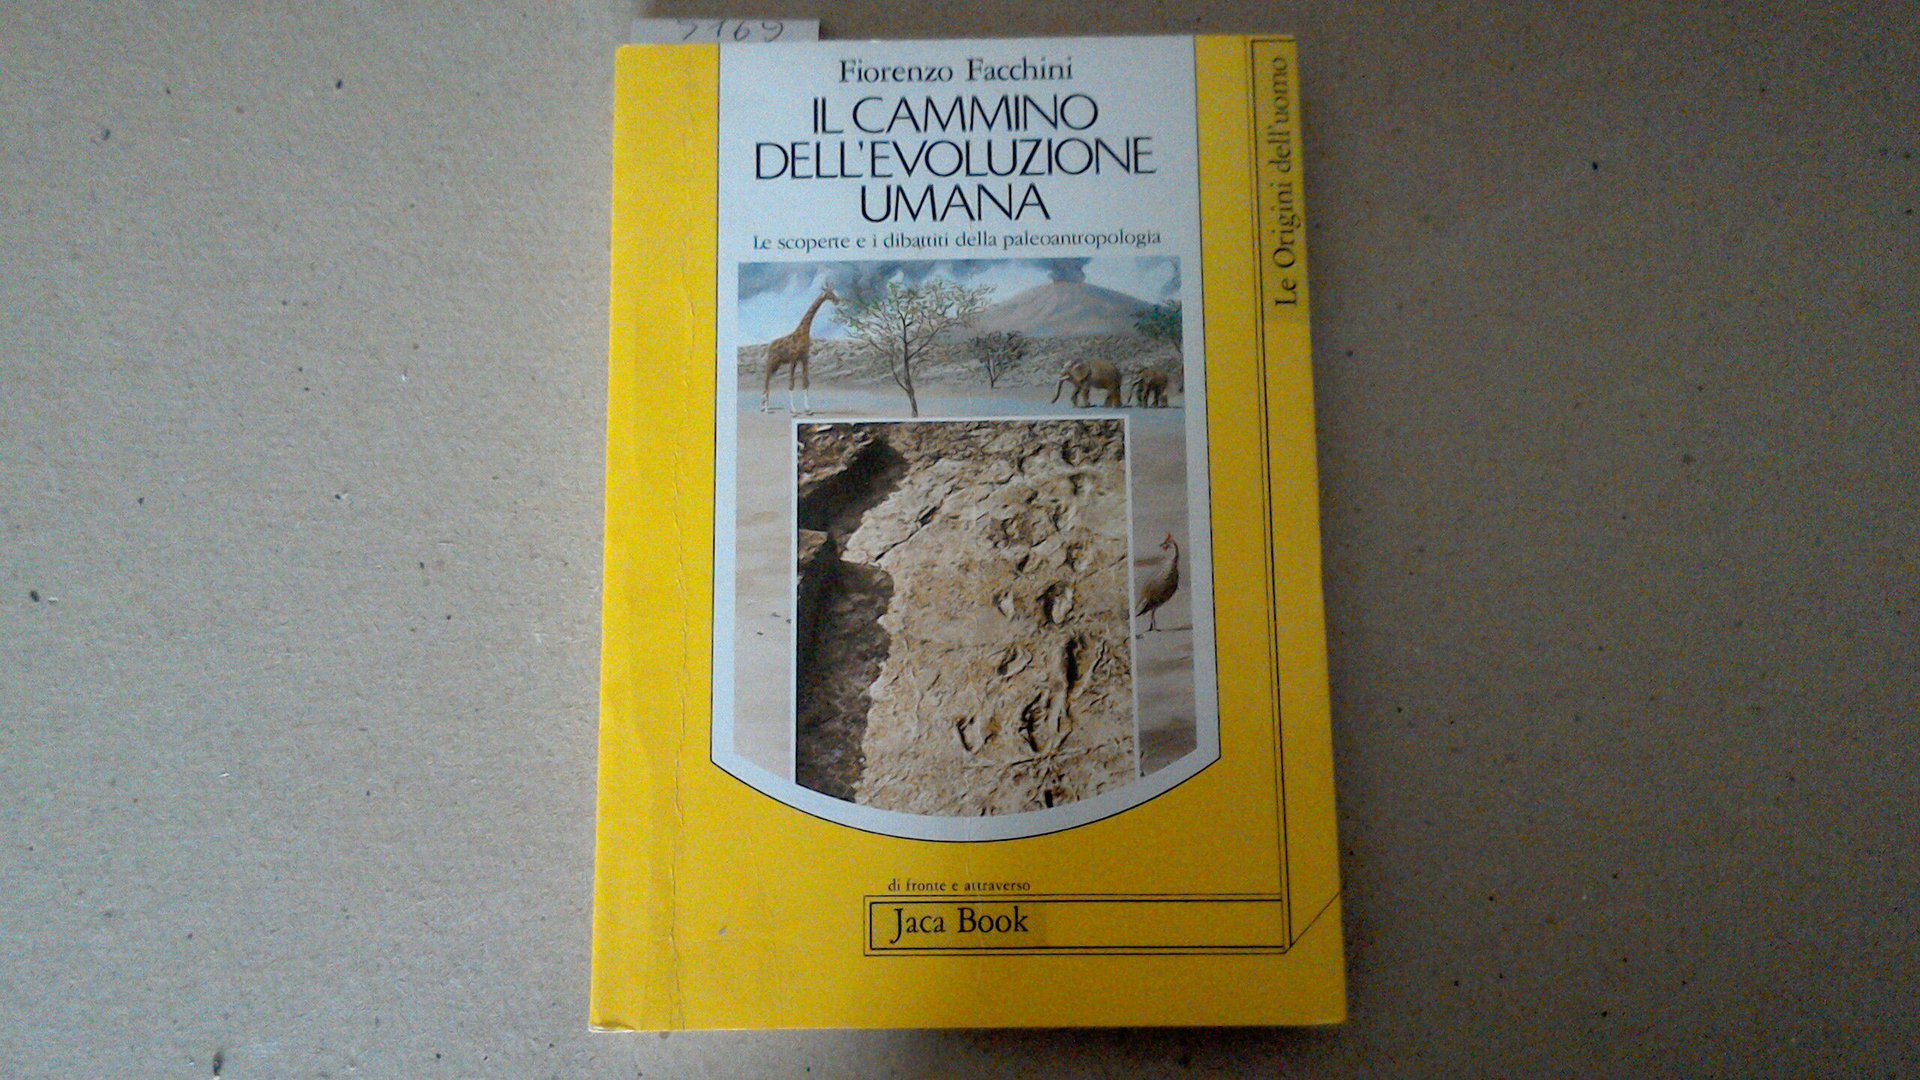 5169
Fiorenzo Facchini
IL CAMMINO
DELL'EVOLUZIONE
UMANA
Le scoperte e i dibattiti della paleoantropologia
Le Origini dell'uomo
di fronte e attraverso
Jaca Book